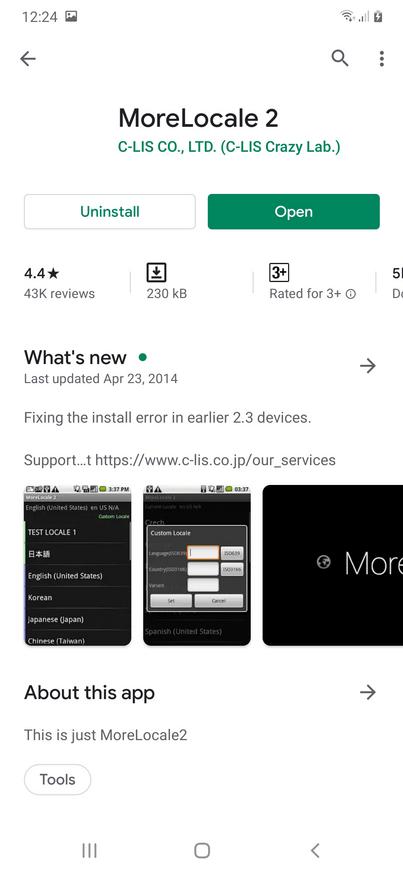 12:24
MoreLocale 2
C-LIS CO., LTD. (C-LIS Crazy Lab.)
Uninstall
Open
4.4★
43K reviews
230 kB
3+
Rated for 3+
What's new
Last updated Apr 23, 2014
Fixing the install error in earlier 2.3 devices.
Support...t https://www.c-lis.co.jp/our_services
3:37 PM
MoreLocale 2
English (United States) en US N/A
Custom Locale
TEST LOCALE 1
日本語
English (United States)
Korean
Japanese (Japan)
Chinese (Taiwan)
03:37
MoreLocale 2
Czech
Custom Locale
Language(ISO639)
ISO639
Country(ISO3166)
ISO3166
Variant
Set
Cancel
Spanish (United States)
More
About this app
This is just MoreLocale2
Tools